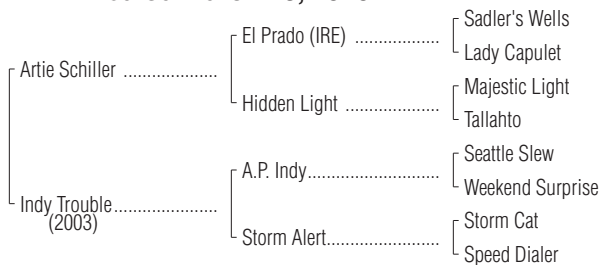 Sadler's Wells
El Prado (IRE) ....................
Lady Capulet
Artie Schiller ......................
Majestic Light
Hidden Light ......................
Tallahto
Seattle Slew
A.P. Indy...............................
Weekend Surprise
Indy Trouble........................
(2003)
Storm Cat
Storm Alert..........................
Speed Dialer